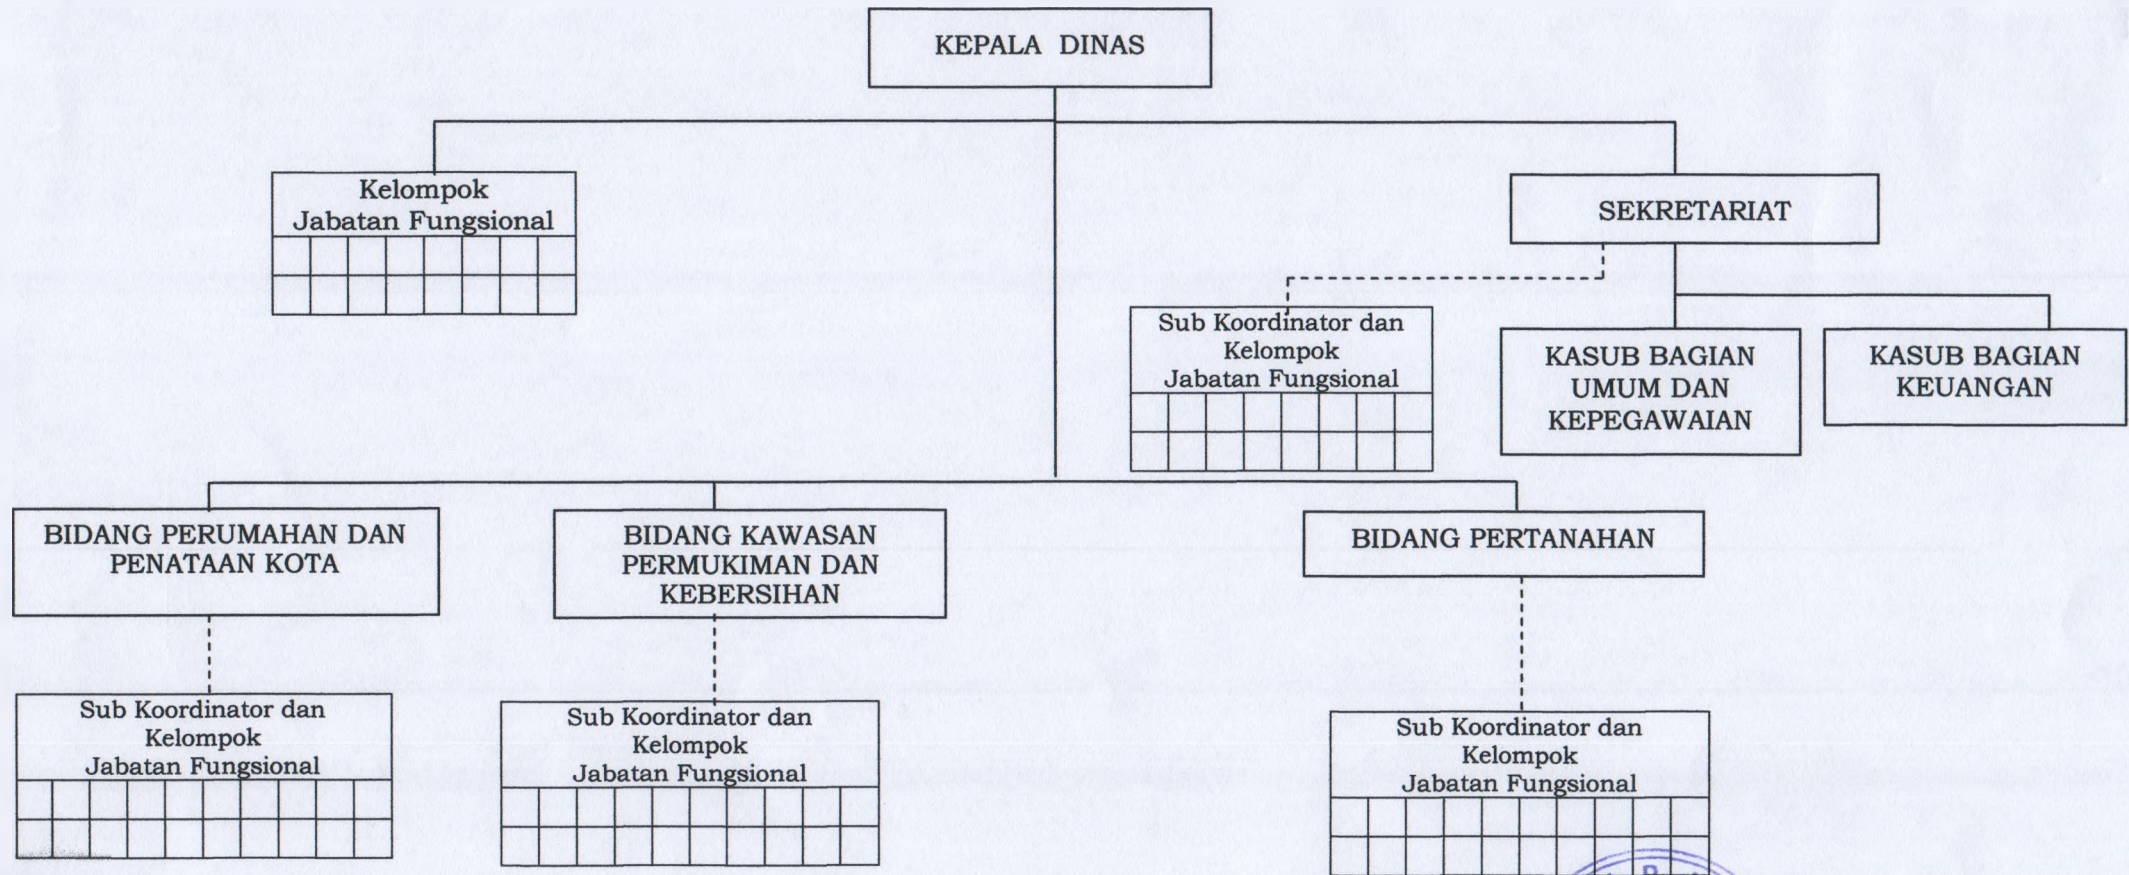 KEPALA DINAS
Kelompok
Jabatan Fungsional
SEKRETARIAT
Sub Koordinator dan
Kelompok
Jabatan Fungsional
KASUB BAGIAN
UMUM DAN
KEPEGAWAIAN
KASUB BAGIAN
KEUANGAN
BIDANG PERUMAHAN DAN
PENATAAN KOTA
BIDANG KAWASAN
PERMUKIMAN DAN
KEBERSIHAN
BIDANG PERTANAHAN
Sub Koordinator dan
Kelompok
Jabatan Fungsional
Sub Koordinator dan
Kelompok
Jabatan Fungsional
Sub Koordinator dan
Kelompok
Jabatan Fungsional